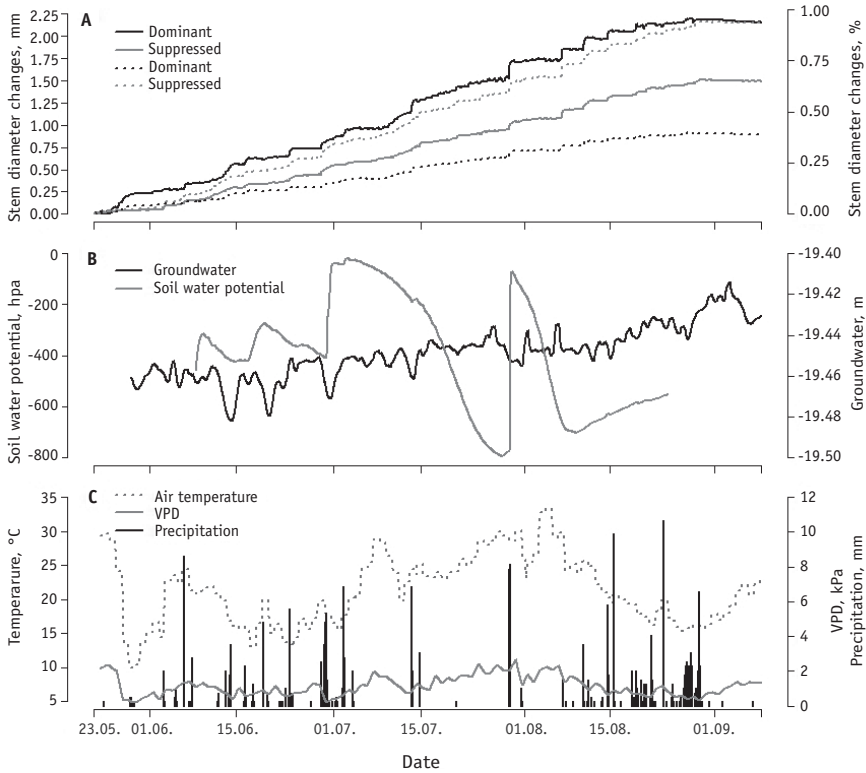 A
Stem diameter changes, mm
2.25
2.00
1.75
1.50
1.25
1.00
0.75
0.50
0.25
0.00
Dominant
Suppressed
Dominant
Suppressed
1.00
0.75
0.50
0.25
0.00
Stem diameter changes, %
B
Soil water potential, hpa
0
-200
-400
-600
-800
Groundwater
Soil water potential
-19.40
-19.42
-19.44
-19.46
-19.48
-19.50
Groundwater, m
C
Temperarure, °C
35
30
25
20
15
10
5
Air temperature
VPD
Precipitation
12
10
8
6
4
2
0
VPD, kPa
Precipitation, mm
23.05. 01.06. 15.06. 01.07. 15.07. 01.08. 15.08. 01.09.
Date